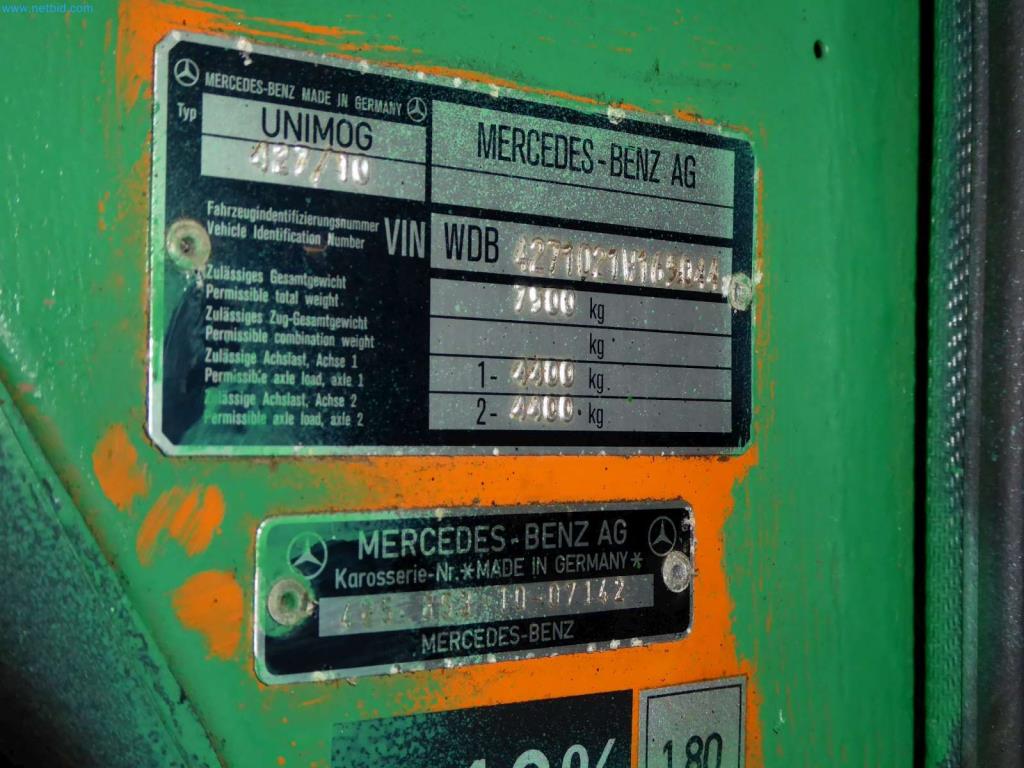 www.netbid.com
MERCEDES-BENZ MADE IN GERMANY
Typ
UNIMOG
427/10
MERCEDES-BENZ AG
Fahrzeugindentifizierungsnummer
Vehicle Identification Number
VIN
WDB
Zulässiges Gesamtgewicht
Permissible total weight
7500 kg
Zulässiges Zug-Gesamtgewicht
Permissible combination weight
kg
Zulässige Achslast, Achse 1
Permissible axle load, axle 1
1- 4400 kg.
Zulässige Achslast, Achse 2
Permissible axle load, axle 2
2- 4400 kg
MERCEDES-BENZ AG
Karosserie-Nr.*MADE IN GERMANY*
10-07142
MERCEDES-BENZ
1.80